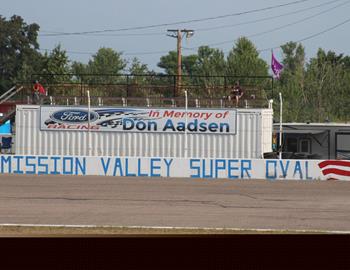 Ford
RACING
In Memory of
Don Aadsen
MISSION VALLEY SUPER OVAL